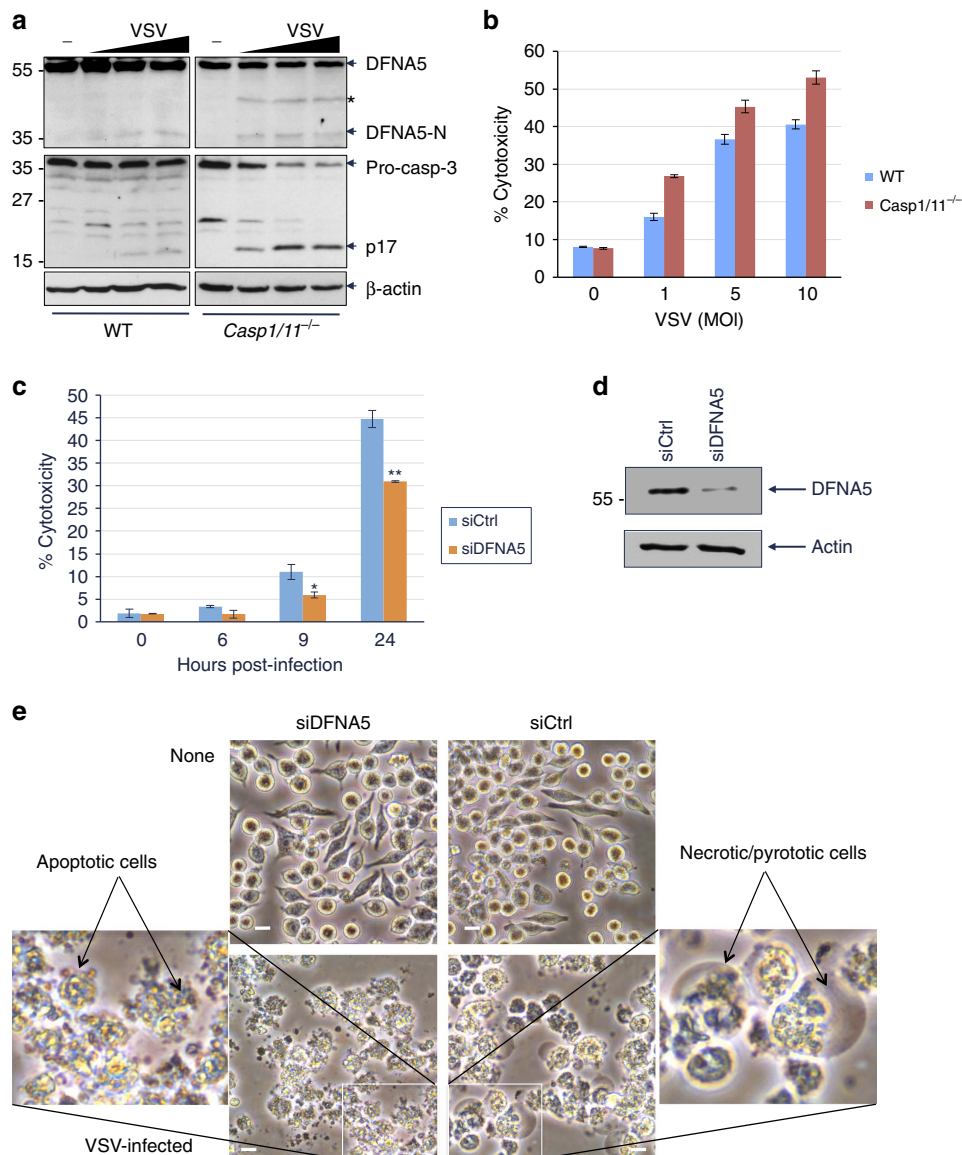 a
– VSV – VSV
55
35
DFNA5
*
DFNA5-N
35
27
15
Pro-casp-3
p17
β-actin
WT Casp1/11–/–
b
% Cytotoxicity
60
50
40
30
20
10
0
0 1 5 10
VSV (MOI)
WT
Casp1/11–/–
c
% Cytotoxicity
50
45
40
35
30
25
20
15
10
5
0
*
**
0 6 9 24
Hours post-infection
siCtrl
siDFNA5
d
siCtrl siDFNA5
55 -
DFNA5
Actin
e
siDFNA5 siCtrl
None
Apoptotic cells
Necrotic/pyrototic cells
VSV-infected